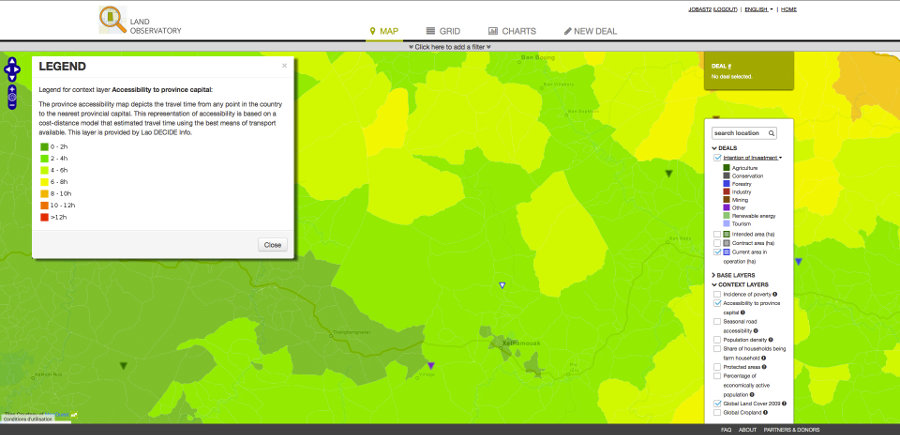 JOBAST2 (LOGOUT) | ENGLISH | HOME
LAND
OBSERVATORY
MAP
GRID
CHARTS
NEW DEAL
Click here to add a filter
LEGEND
×
Legend for context layer Accessibility to province capital:
The province accessibility map depicts the travel time from any point in the country
to the nearest provincial capital. This representation of accessibility is based on a
cost-distance model that estimated travel time using the best means of transport
available. This layer is provided by Lao DECIDE Info.
0 - 2h
2 - 4h
4 - 6h
6 - 8h
8 - 10h
10 - 12h
>12h
Close
DEAL #
No deal selected.
search location
DEALS
Intention of Investment
Agriculture
Conservation
Forestry
Industry
Mining
Other
Renewable energy
Tourism
Intended area (ha)
Contract area (ha)
Current area in
operation (ha)
BASE LAYERS
CONTEXT LAYERS
Incidence of poverty
Accessibility to province
capital
Seasonal road
accessibility
Population density
Share of households being
farm household
Protected areas
Percentage of
economically active
population
Global Land Cover 2009
Global Cropland
Conditions d'utilisation
FAQ ABOUT PARTNERS & DONORS